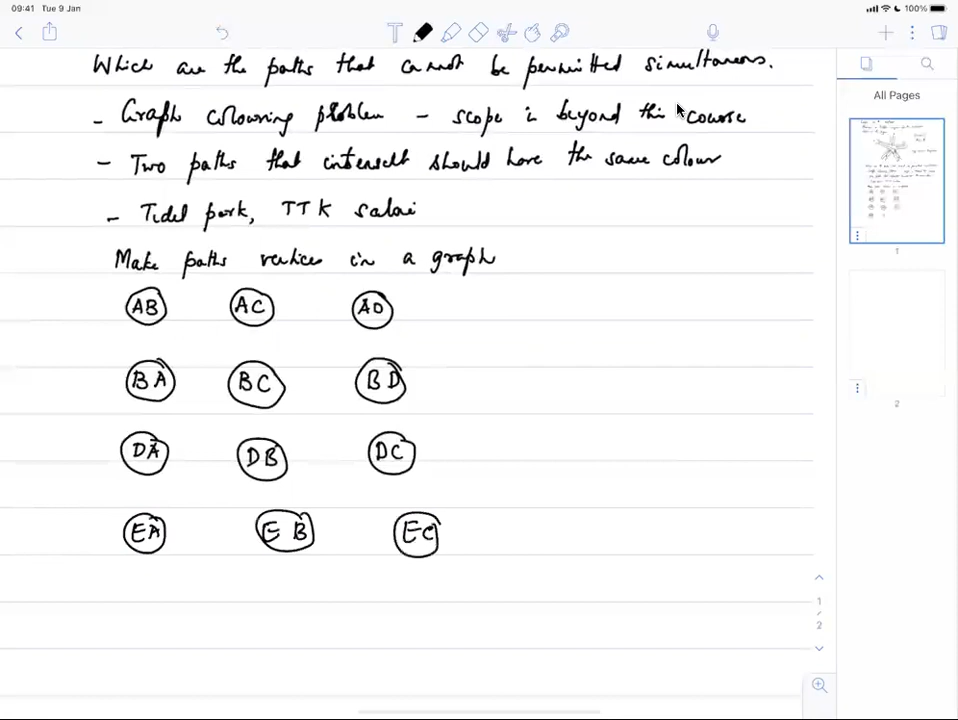 09:41 Tue 9 Jan
100%
T
All Pages
Which are the paths that cannot be permitted simultaneous.
- Graph colouring problem - scope is beyond this course
- Two paths that intersect should have the same colour
- Tidel park, TTK salai
Make paths vertices in a graph
AB AC AD
BA BC BD
DA DB DC
EA EB EC
1
2
1
/
2